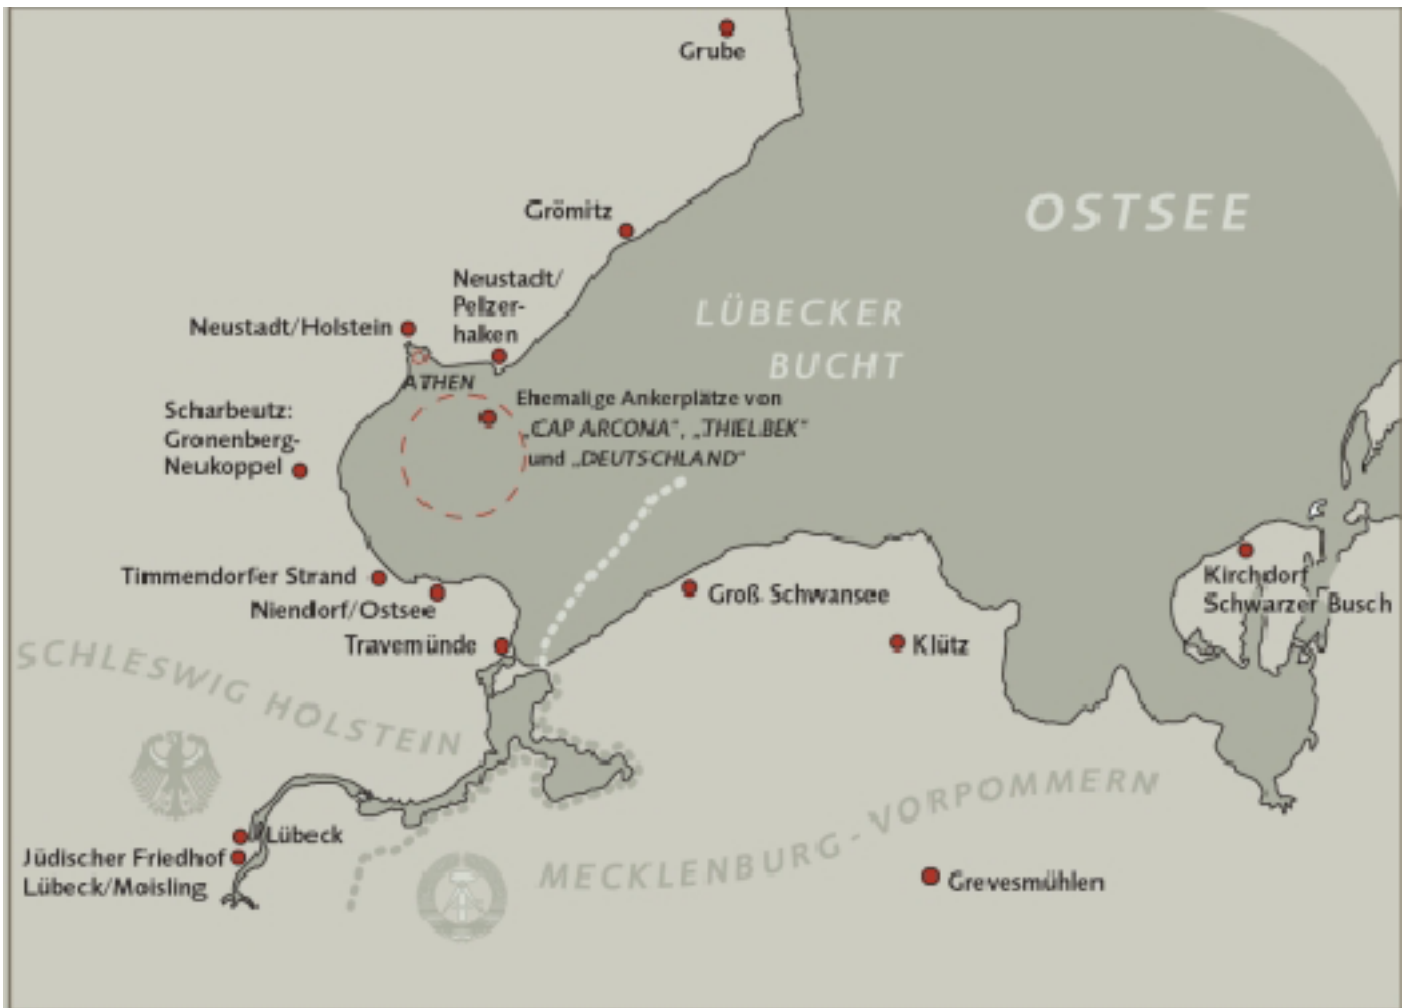 Grube
OSTSEE
Grömitz
Neustadt/
Pelzer-
haken
LÜBECKER
BUCHT
Neustadt/Holstein
ATHEN
Ehemalige Ankerplätze von
„CAP ARCONA“, „THIELBEK“
und „DEUTSCHLAND“
Scharbeutz:
Gronenberg-
Neukoppel
Timmendorfer Strand
Niendorf/Ostsee
Travemünde
Groß Schwansee
Klütz
Kirchdorf
Schwarzer Busch
SCHLESWIG HOLSTEIN
MECKLENBURG-VORPOMMERN
Lübeck
Jüdischer Friedhof
Lübeck/Moisling
Grevesmühlen